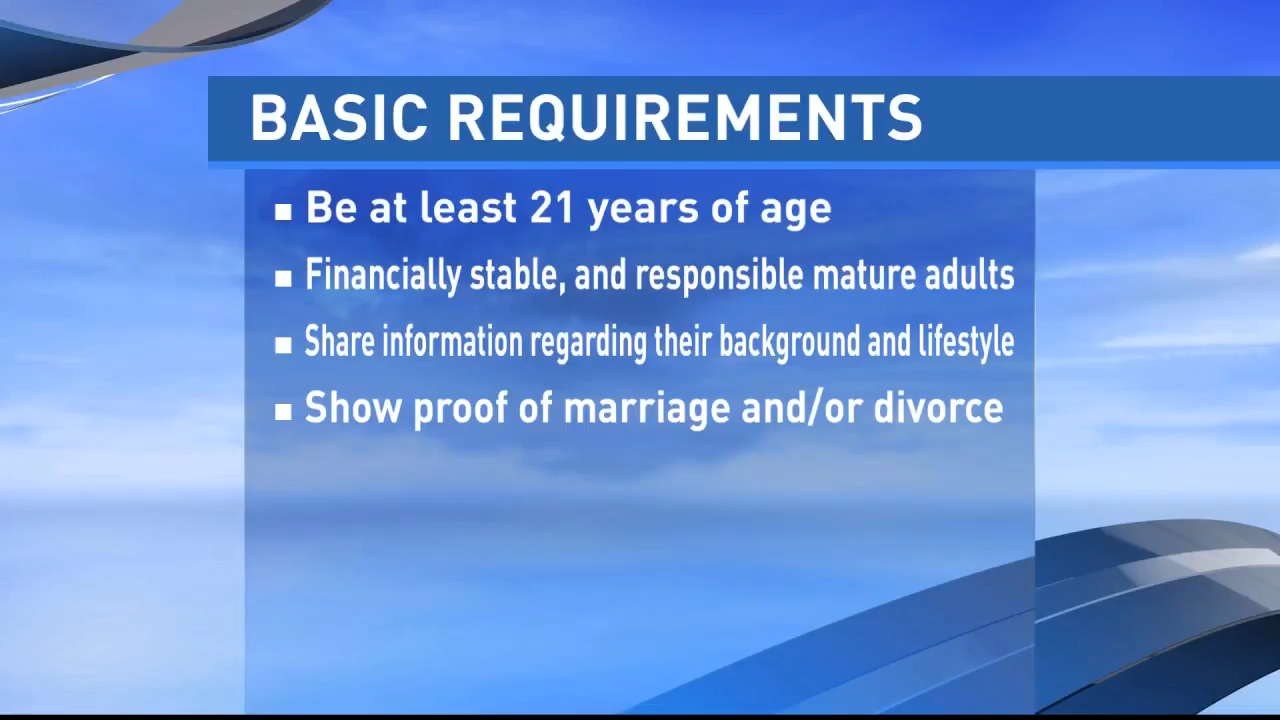 BASIC REQUIREMENTS
▪ Be at least 21 years of age
▪ Financially stable, and responsible mature adults
▪ Share information regarding their background and lifestyle
▪ Show proof of marriage and/or divorce